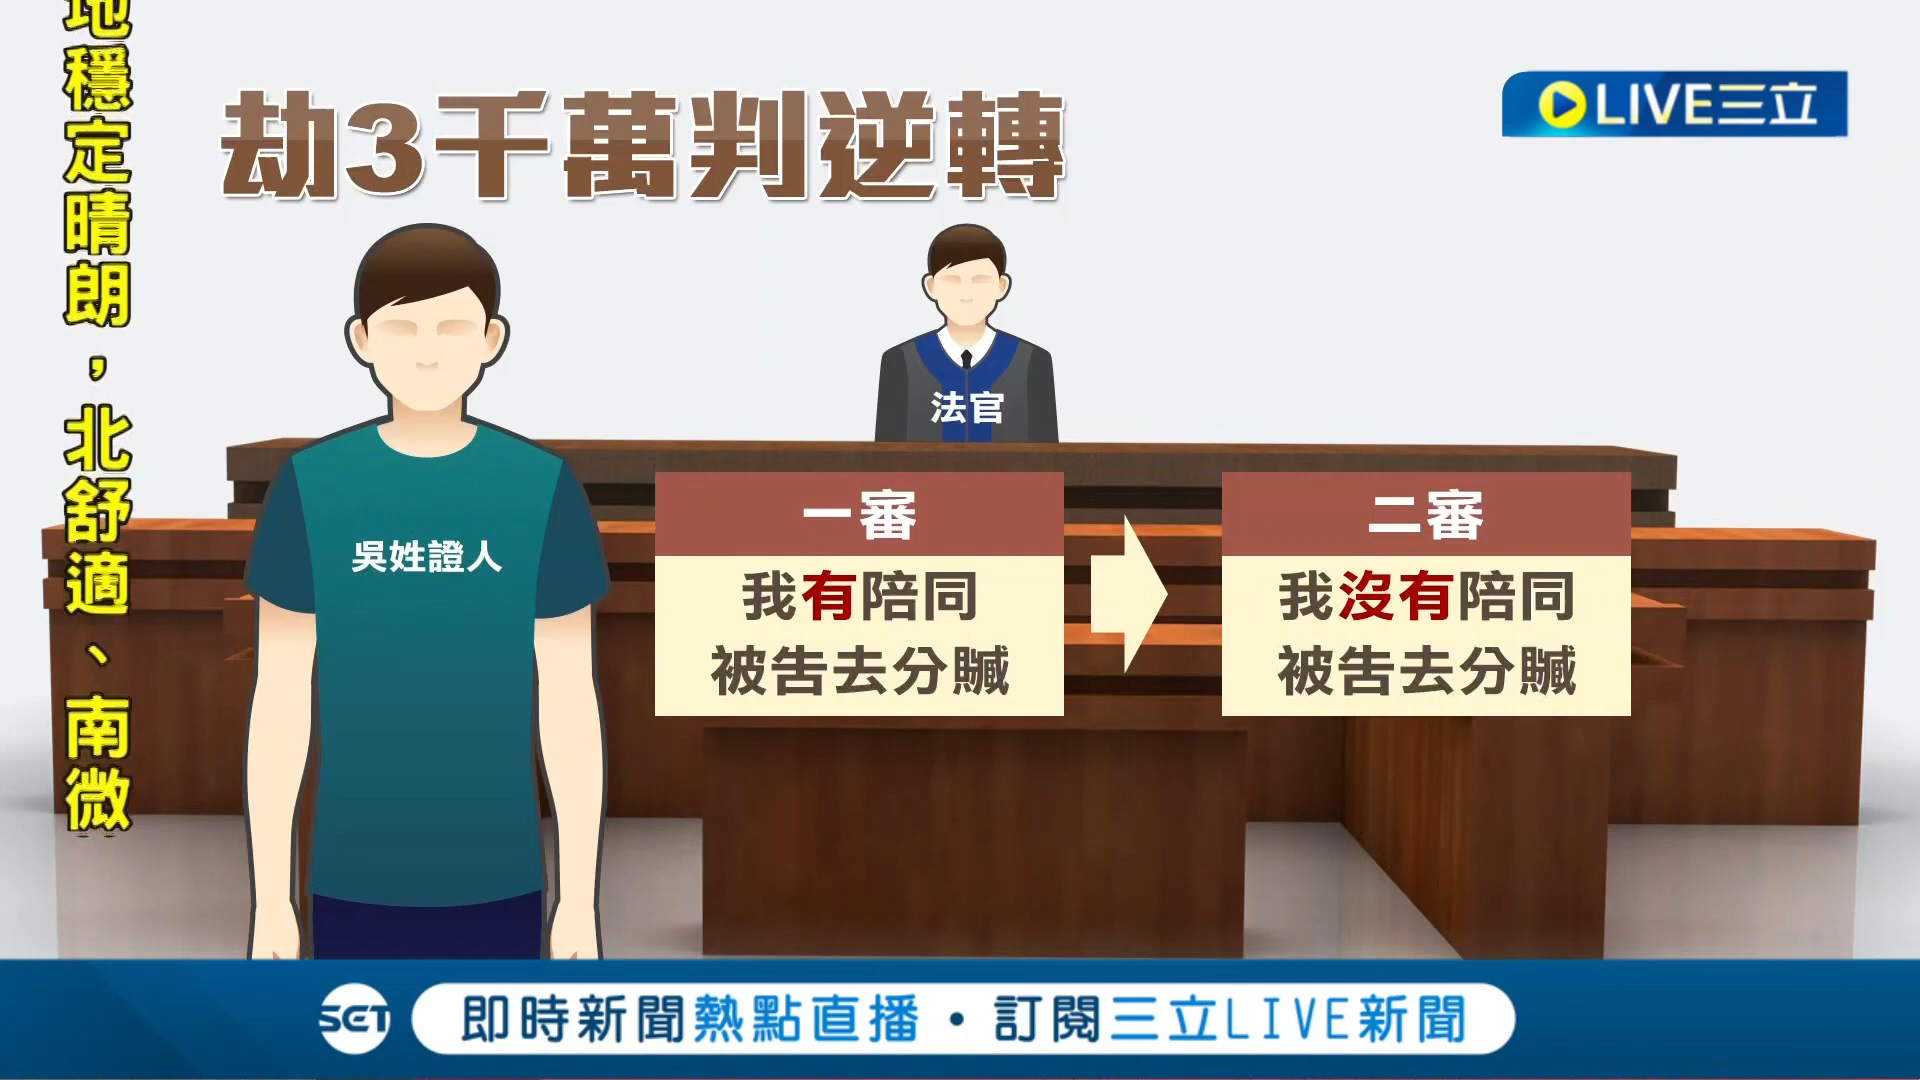 地穩定晴朗，北舒適、南微
劫3千萬判逆轉
LIVE三立
法官
吳姓證人
一審
我有陪同
被告去分贓
二審
我沒有陪同
被告去分贓
SET
即時新聞熱點直播・訂閱三立LIVE新聞